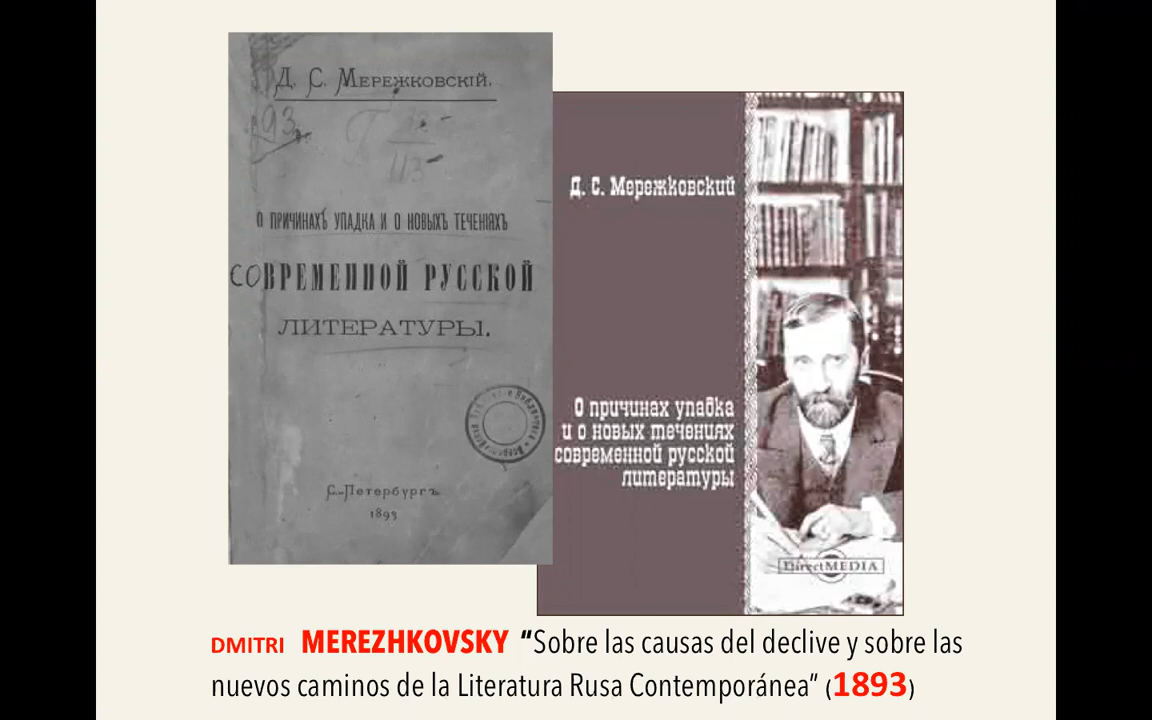 Д. С. Мережковскій.
О ПРИЧИНАХЪ УПАДКА И О НОВЫХЪ ТЕЧЕНІЯХЪ
СОВРЕМЕННОЙ РУССКОЙ
ЛИТЕРАТУРЫ.
С.-Петербургъ
1893
Д. С. Мережковский
О причинах упадка
и о новых течениях
современной русской
литературы
DirectMEDIA
DMITRI MEREZHKOVSKY “Sobre las causas del declive y sobre las
nuevos caminos de la Literatura Rusa Contemporánea” (1893)